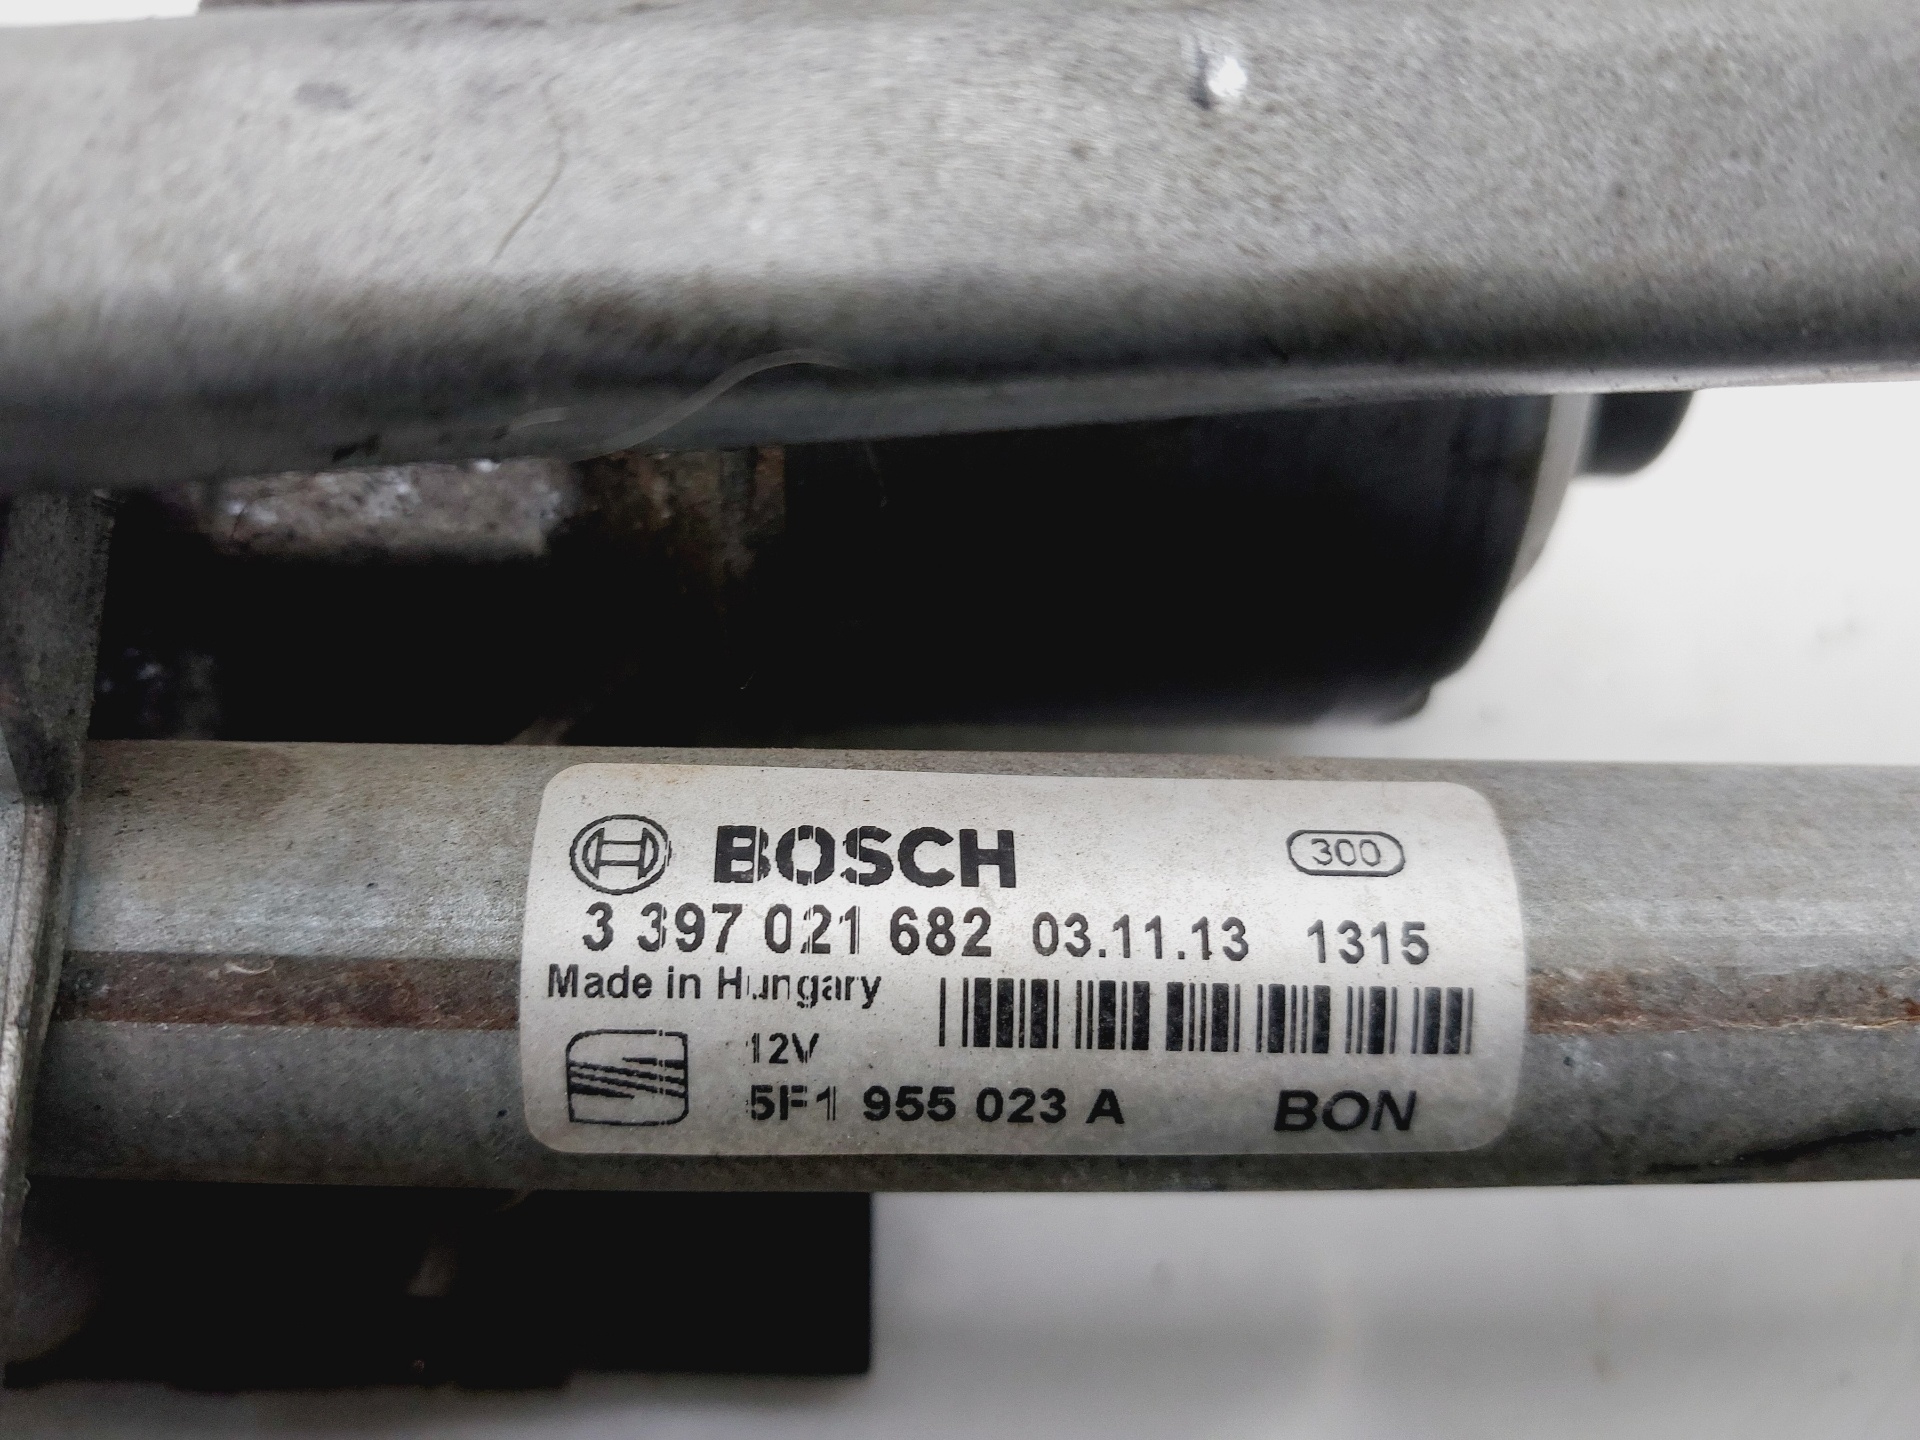 BOSCH 300
3 397 021 682 03.11.13 1315
Made in Hungary
12V
5F1 955 023 A BON